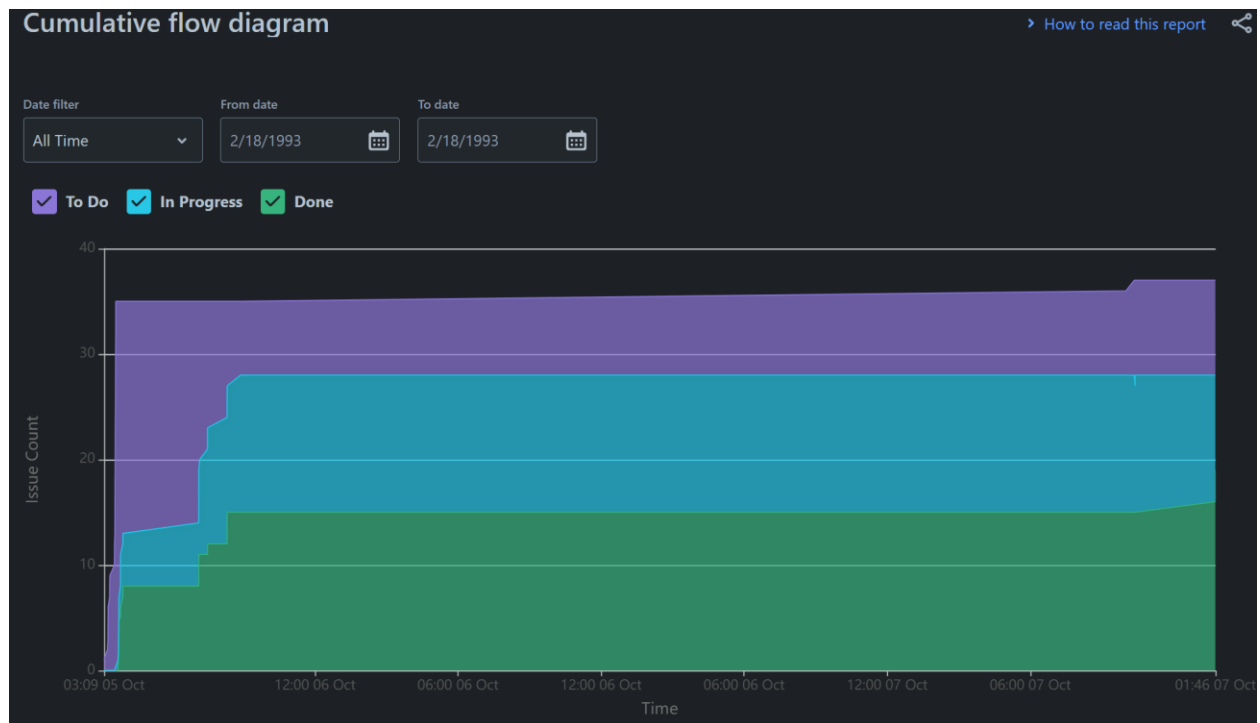 Cumulative flow diagram
How to read this report
Date filter
From date
To date
All Time
2/18/1993
2/18/1993
To Do
In Progress
Done
40
30
20
10
0
Issue Count
03:09 05 Oct
12:00 06 Oct
06:00 06 Oct
12:00 06 Oct
06:00 06 Oct
12:00 07 Oct
06:00 07 Oct
01:46 07 Oct
Time